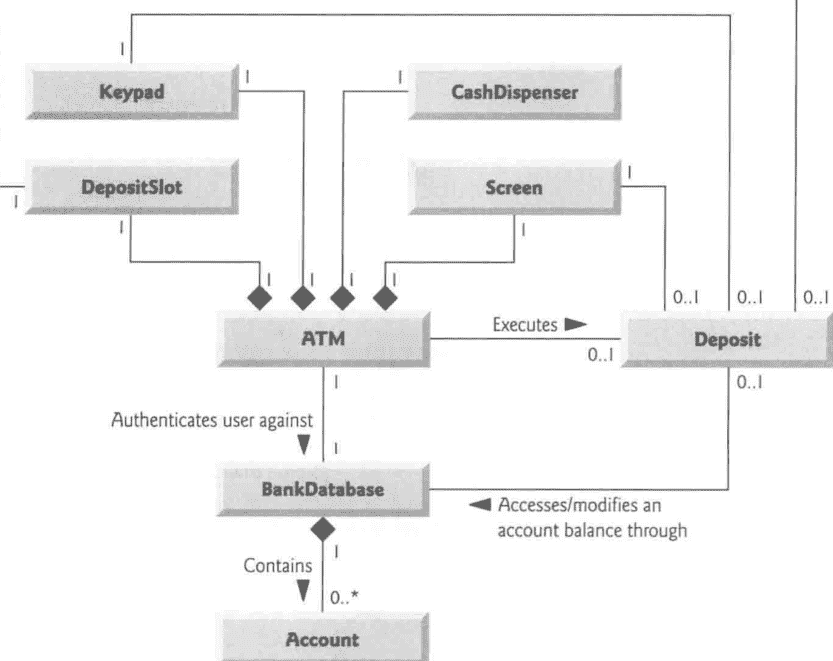 1
Keypad
1
1
CashDispenser
DepositSlot
1
1
Screen
1
1
1
1
1
1
0..1
0..1
0..1
ATM
Executes
0..1
Deposit
1
0..1
Authenticates user against
1
BankDatabase
Accesses/modifies an
account balance through
1
Contains
0..*
Account